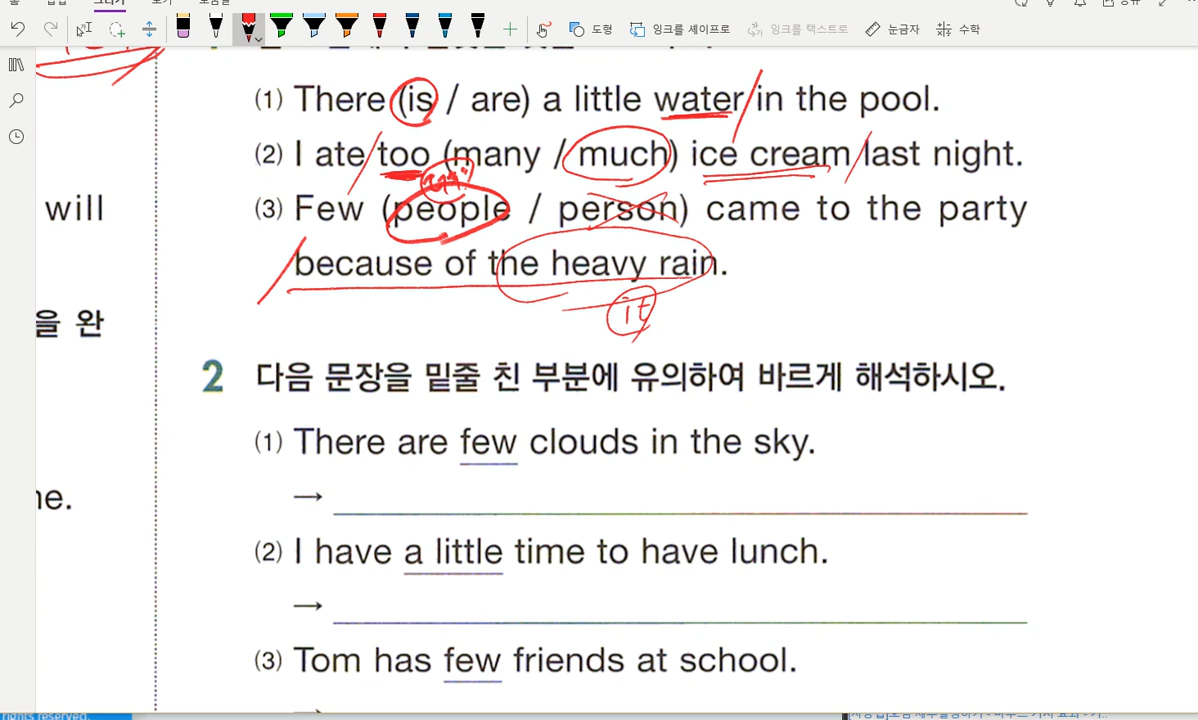 도형
잉크를 셰이프로
잉크를 텍스트로
눈금자
수학
(1) There (is / are) a little water in the pool.
(2) I ate too (many / much) ice cream last night.
will
(3) Few (people / person) came to the party
because of the heavy rain.
it
을 완
2 다음 문장을 밑줄 친 부분에 유의하여 바르게 해석하시오.
(1) There are few clouds in the sky.
→
ne.
(2) I have a little time to have lunch.
→
(3) Tom has few friends at school.
rights reserved.